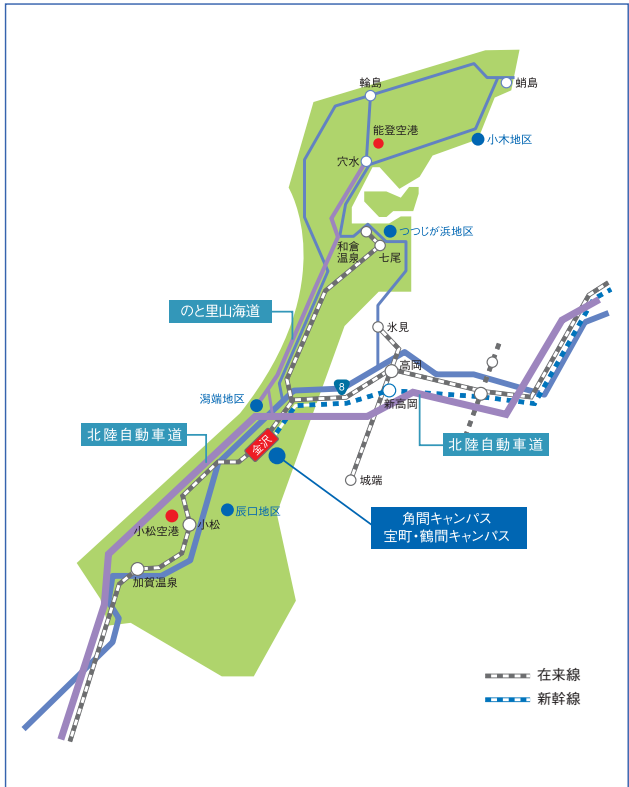 輪島
蛸島
能登空港
小木地区
穴水
つつじが浜地区
和倉
温泉
七尾
のと里山海道
氷見
高岡
8
新高岡
潟端地区
北陸自動車道
金沢
北陸自動車道
城端
辰口地区
角間キャンパス
宝町・鶴間キャンパス
小松空港
小松
加賀温泉
在来線
新幹線